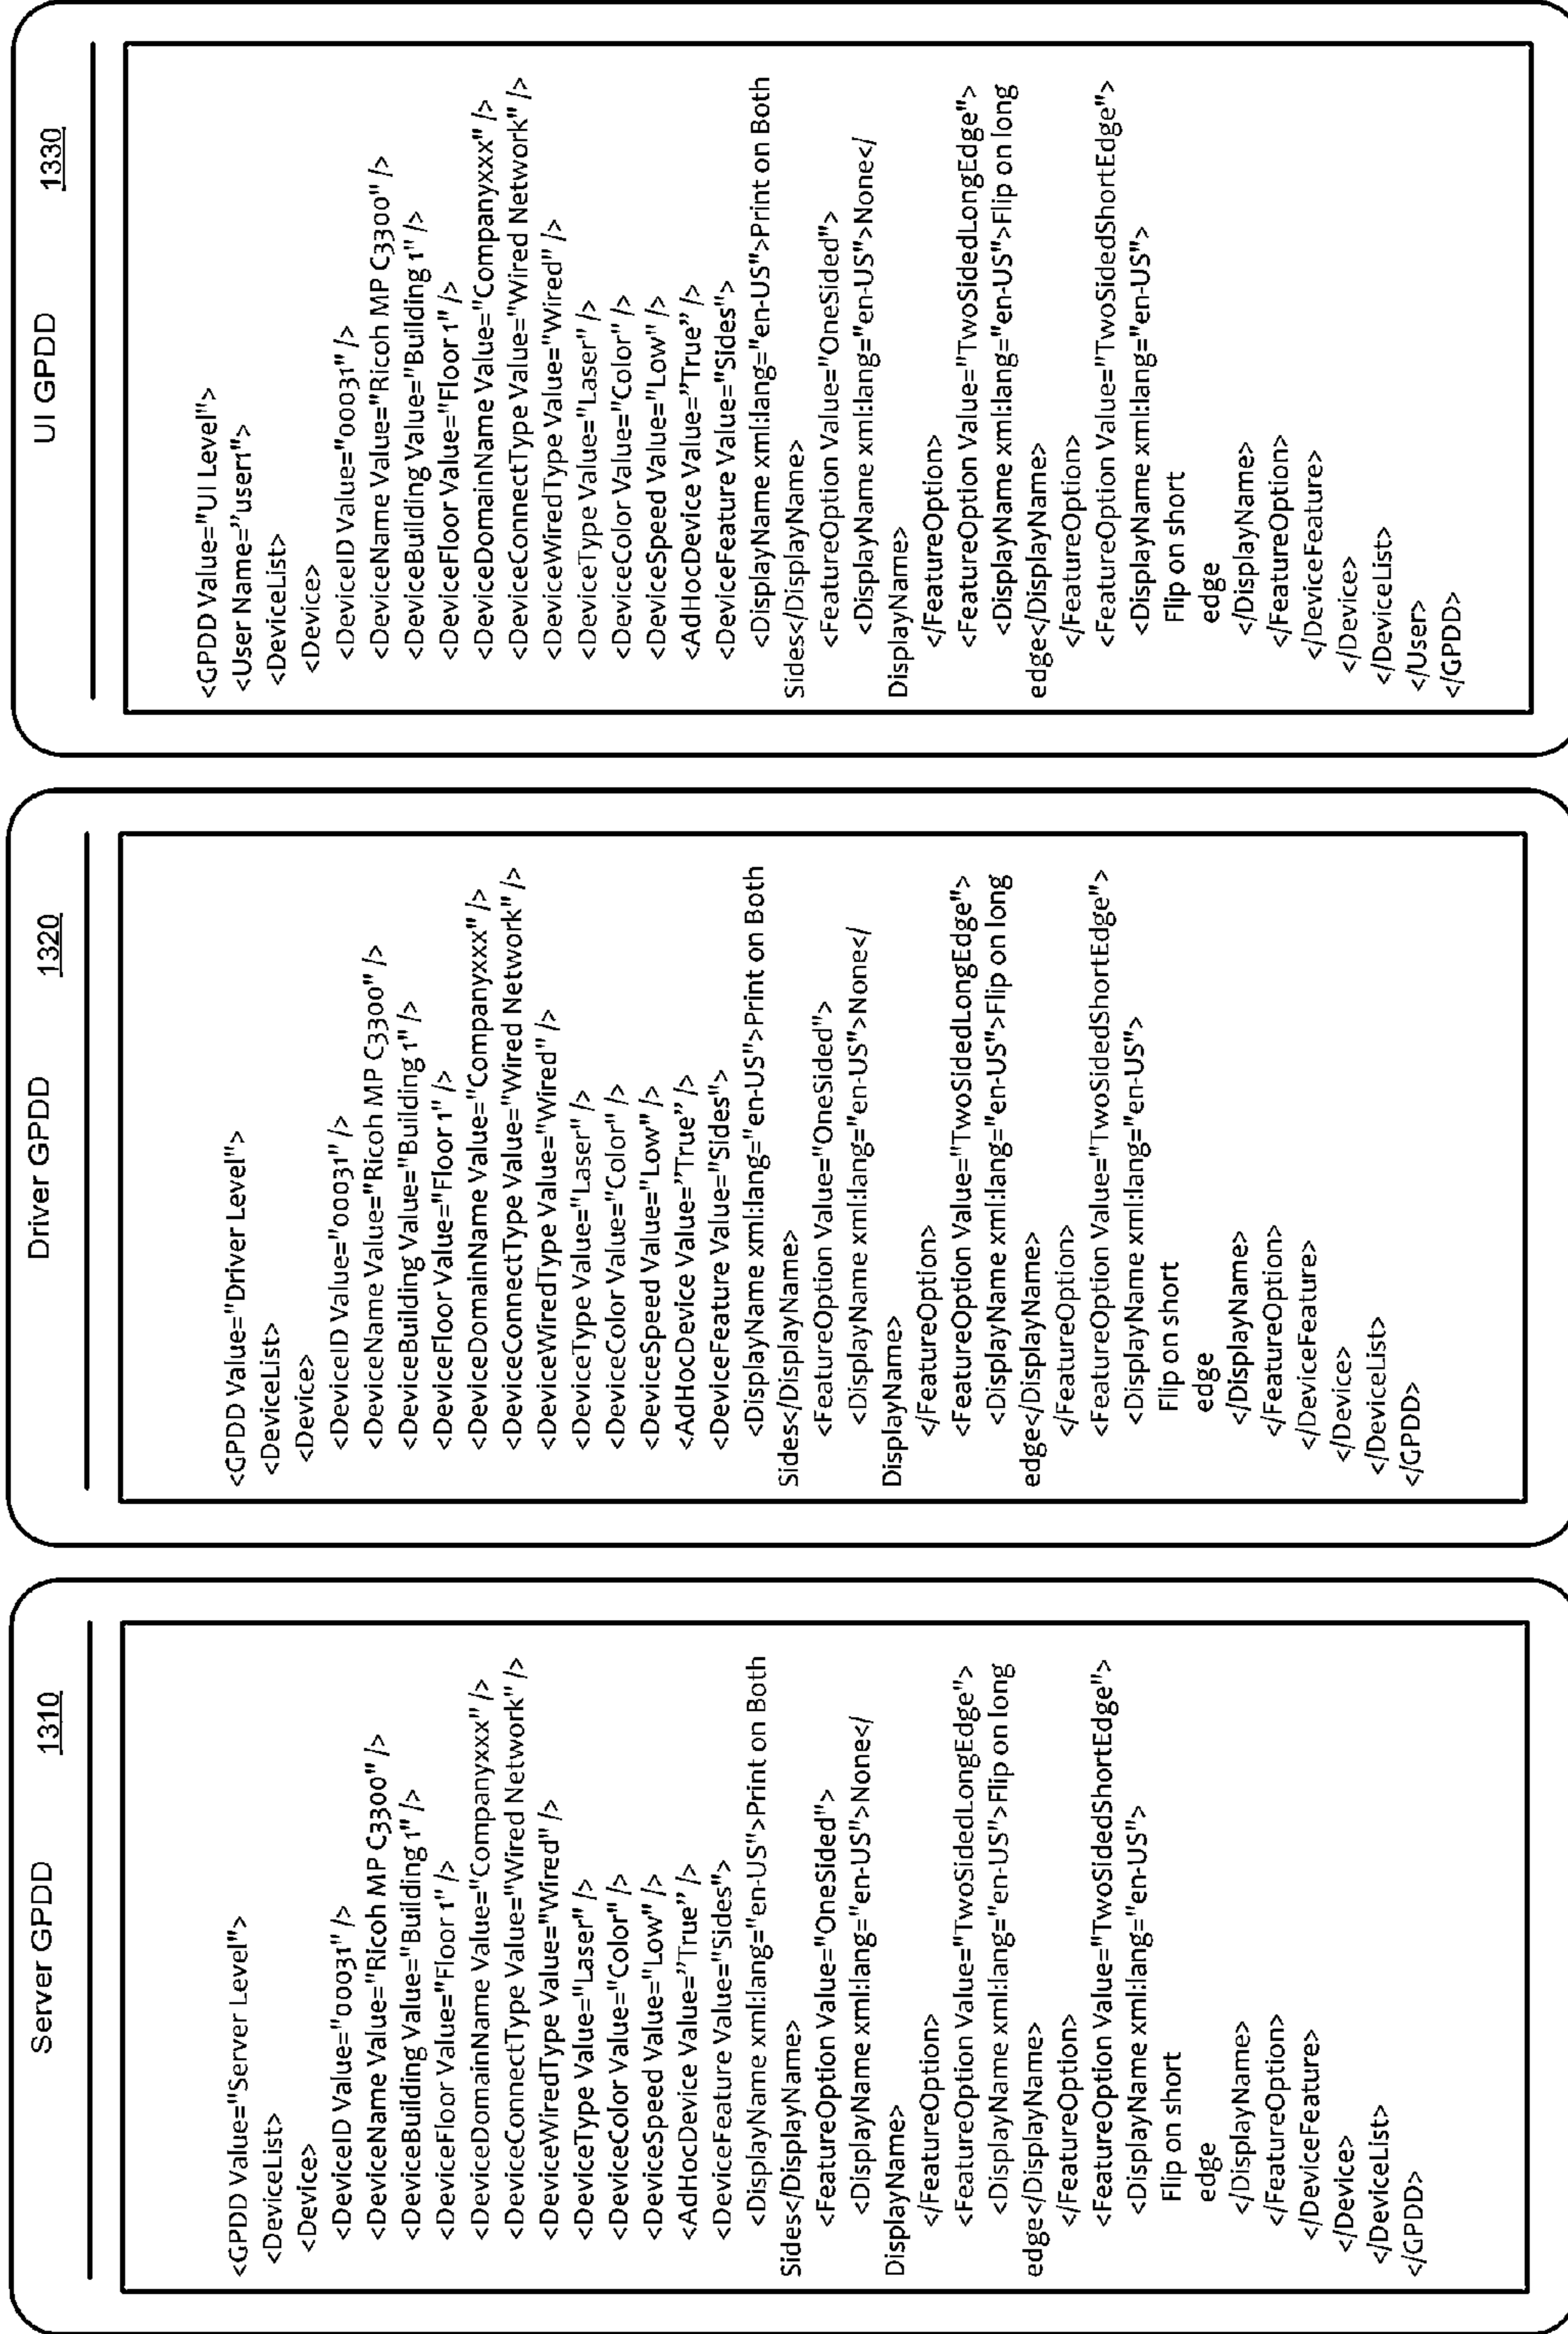 Server GPDD
1310
<GPDD Value="Server Level">
<DeviceList>
<Device>
<DeviceID Value="00031" />
<DeviceName Value="Ricoh MP C3300" />
<DeviceBuilding Value="Building 1" />
<DeviceFloor Value="Floor 1" />
<DeviceDomainName Value="Companyxxx" />
<DeviceConnectType Value="Wired Network" />
<DeviceWiredType Value="Wired" />
<DeviceType Value="Laser" />
<DeviceColor Value="Color" />
<DeviceSpeed Value="Low" />
<AdHocDevice Value=”True” />
<DeviceFeature Value="Sides">
<DisplayName xml:lang="en-US">Print on Both
Sides</DisplayName>
<FeatureOption Value="OneSided">
<DisplayName xml:lang="en-US">None</
DisplayName>
</FeatureOption>
<FeatureOption Value="TwoSidedLongEdge">
<DisplayName xml:lang="en-US">Flip on long
edge</DisplayName>
</FeatureOption>
<FeatureOption Value="TwoSidedShortEdge">
<DisplayName xml:lang="en-US">
Flip on short
edge
</DisplayName>
</FeatureOption>
</DeviceFeature>
</Device>
</DeviceList>
</GPDD>
Driver GPDD
1320
<GPDD Value="Driver Level">
<DeviceList>
<Device>
<DeviceID Value="00031" />
<DeviceName Value="Ricoh MP C3300" />
<DeviceBuilding Value="Building 1" />
<DeviceFloor Value="Floor 1" />
<DeviceDomainName Value="Companyxxx" />
<DeviceConnectType Value="Wired Network" />
<DeviceWiredType Value="Wired" />
<DeviceType Value="Laser" />
<DeviceColor Value="Color" />
<DeviceSpeed Value="Low" />
<AdHocDevice Value=”True” />
<DeviceFeature Value="Sides">
<DisplayName xml:lang="en-US">Print on Both
Sides</DisplayName>
<FeatureOption Value="OneSided">
<DisplayName xml:lang="en-US">None</
DisplayName>
</FeatureOption>
<FeatureOption Value="TwoSidedLongEdge">
<DisplayName xml:lang="en-US">Flip on long
edge</DisplayName>
</FeatureOption>
<FeatureOption Value="TwoSidedShortEdge">
<DisplayName xml:lang="en-US">
Flip on short
edge
</DisplayName>
</FeatureOption>
</DeviceFeature>
</Device>
</DeviceList>
</GPDD>
UI GPDD
1330
<GPDD Value="UI Level">
<User Name=”user1">
<DeviceList>
<Device>
<DeviceID Value="00031" />
<DeviceName Value="Ricoh MP C3300" />
<DeviceBuilding Value="Building 1" />
<DeviceFloor Value="Floor 1" />
<DeviceDomainName Value="Companyxxx" />
<DeviceConnectType Value="Wired Network" />
<DeviceWiredType Value="Wired" />
<DeviceType Value="Laser" />
<DeviceColor Value="Color" />
<DeviceSpeed Value="Low" />
<AdHocDevice Value=”True” />
<DeviceFeature Value="Sides">
<DisplayName xml:lang="en-US">Print on Both
Sides</DisplayName>
<FeatureOption Value="OneSided">
<DisplayName xml:lang="en-US">None</
DisplayName>
</FeatureOption>
<FeatureOption Value="TwoSidedLongEdge">
<DisplayName xml:lang="en-US">Flip on long
edge</DisplayName>
</FeatureOption>
<FeatureOption Value="TwoSidedShortEdge">
<DisplayName xml:lang="en-US">
Flip on short
edge
</DisplayName>
</FeatureOption>
</DeviceFeature>
</Device>
</DeviceList>
</User>
</GPDD>